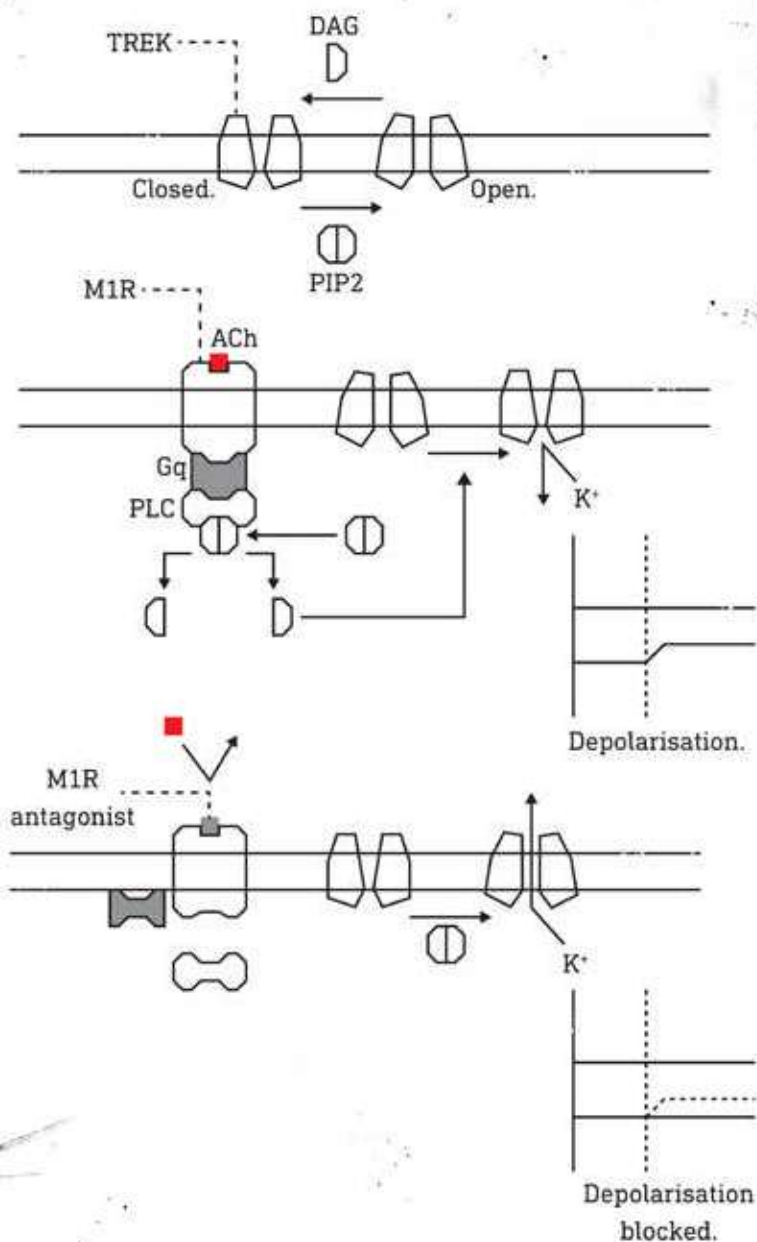 DAG
TREK
Closed.
Open.
PIP2
M1R
ACh
Gq
PLC
K⁺
Depolarisation.
M1R
antagonist
K⁺
Depolarisation
blocked.